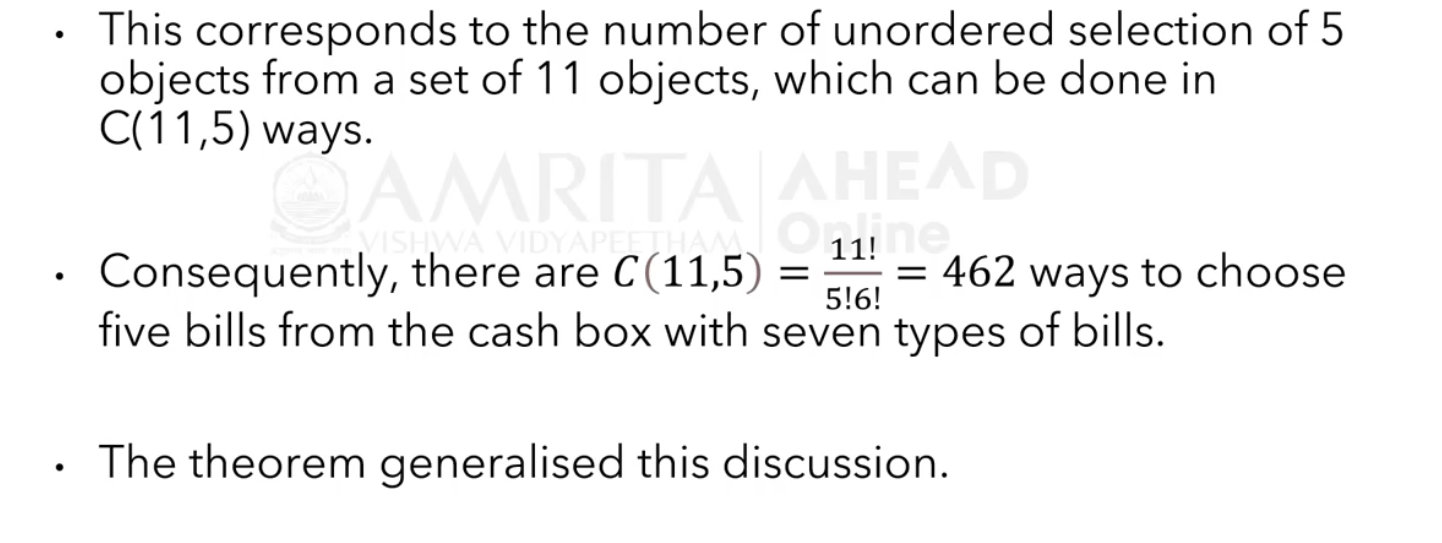 • This corresponds to the number of unordered selection of 5
objects from a set of 11 objects, which can be done in
C(11,5) ways.
AMRITA | AHEAD
VISHWA VIDYAPEETHAM | Online
• Consequently, there are C(11,5) = 11!/5!6! = 462 ways to choose
five bills from the cash box with seven types of bills.
• The theorem generalised this discussion.